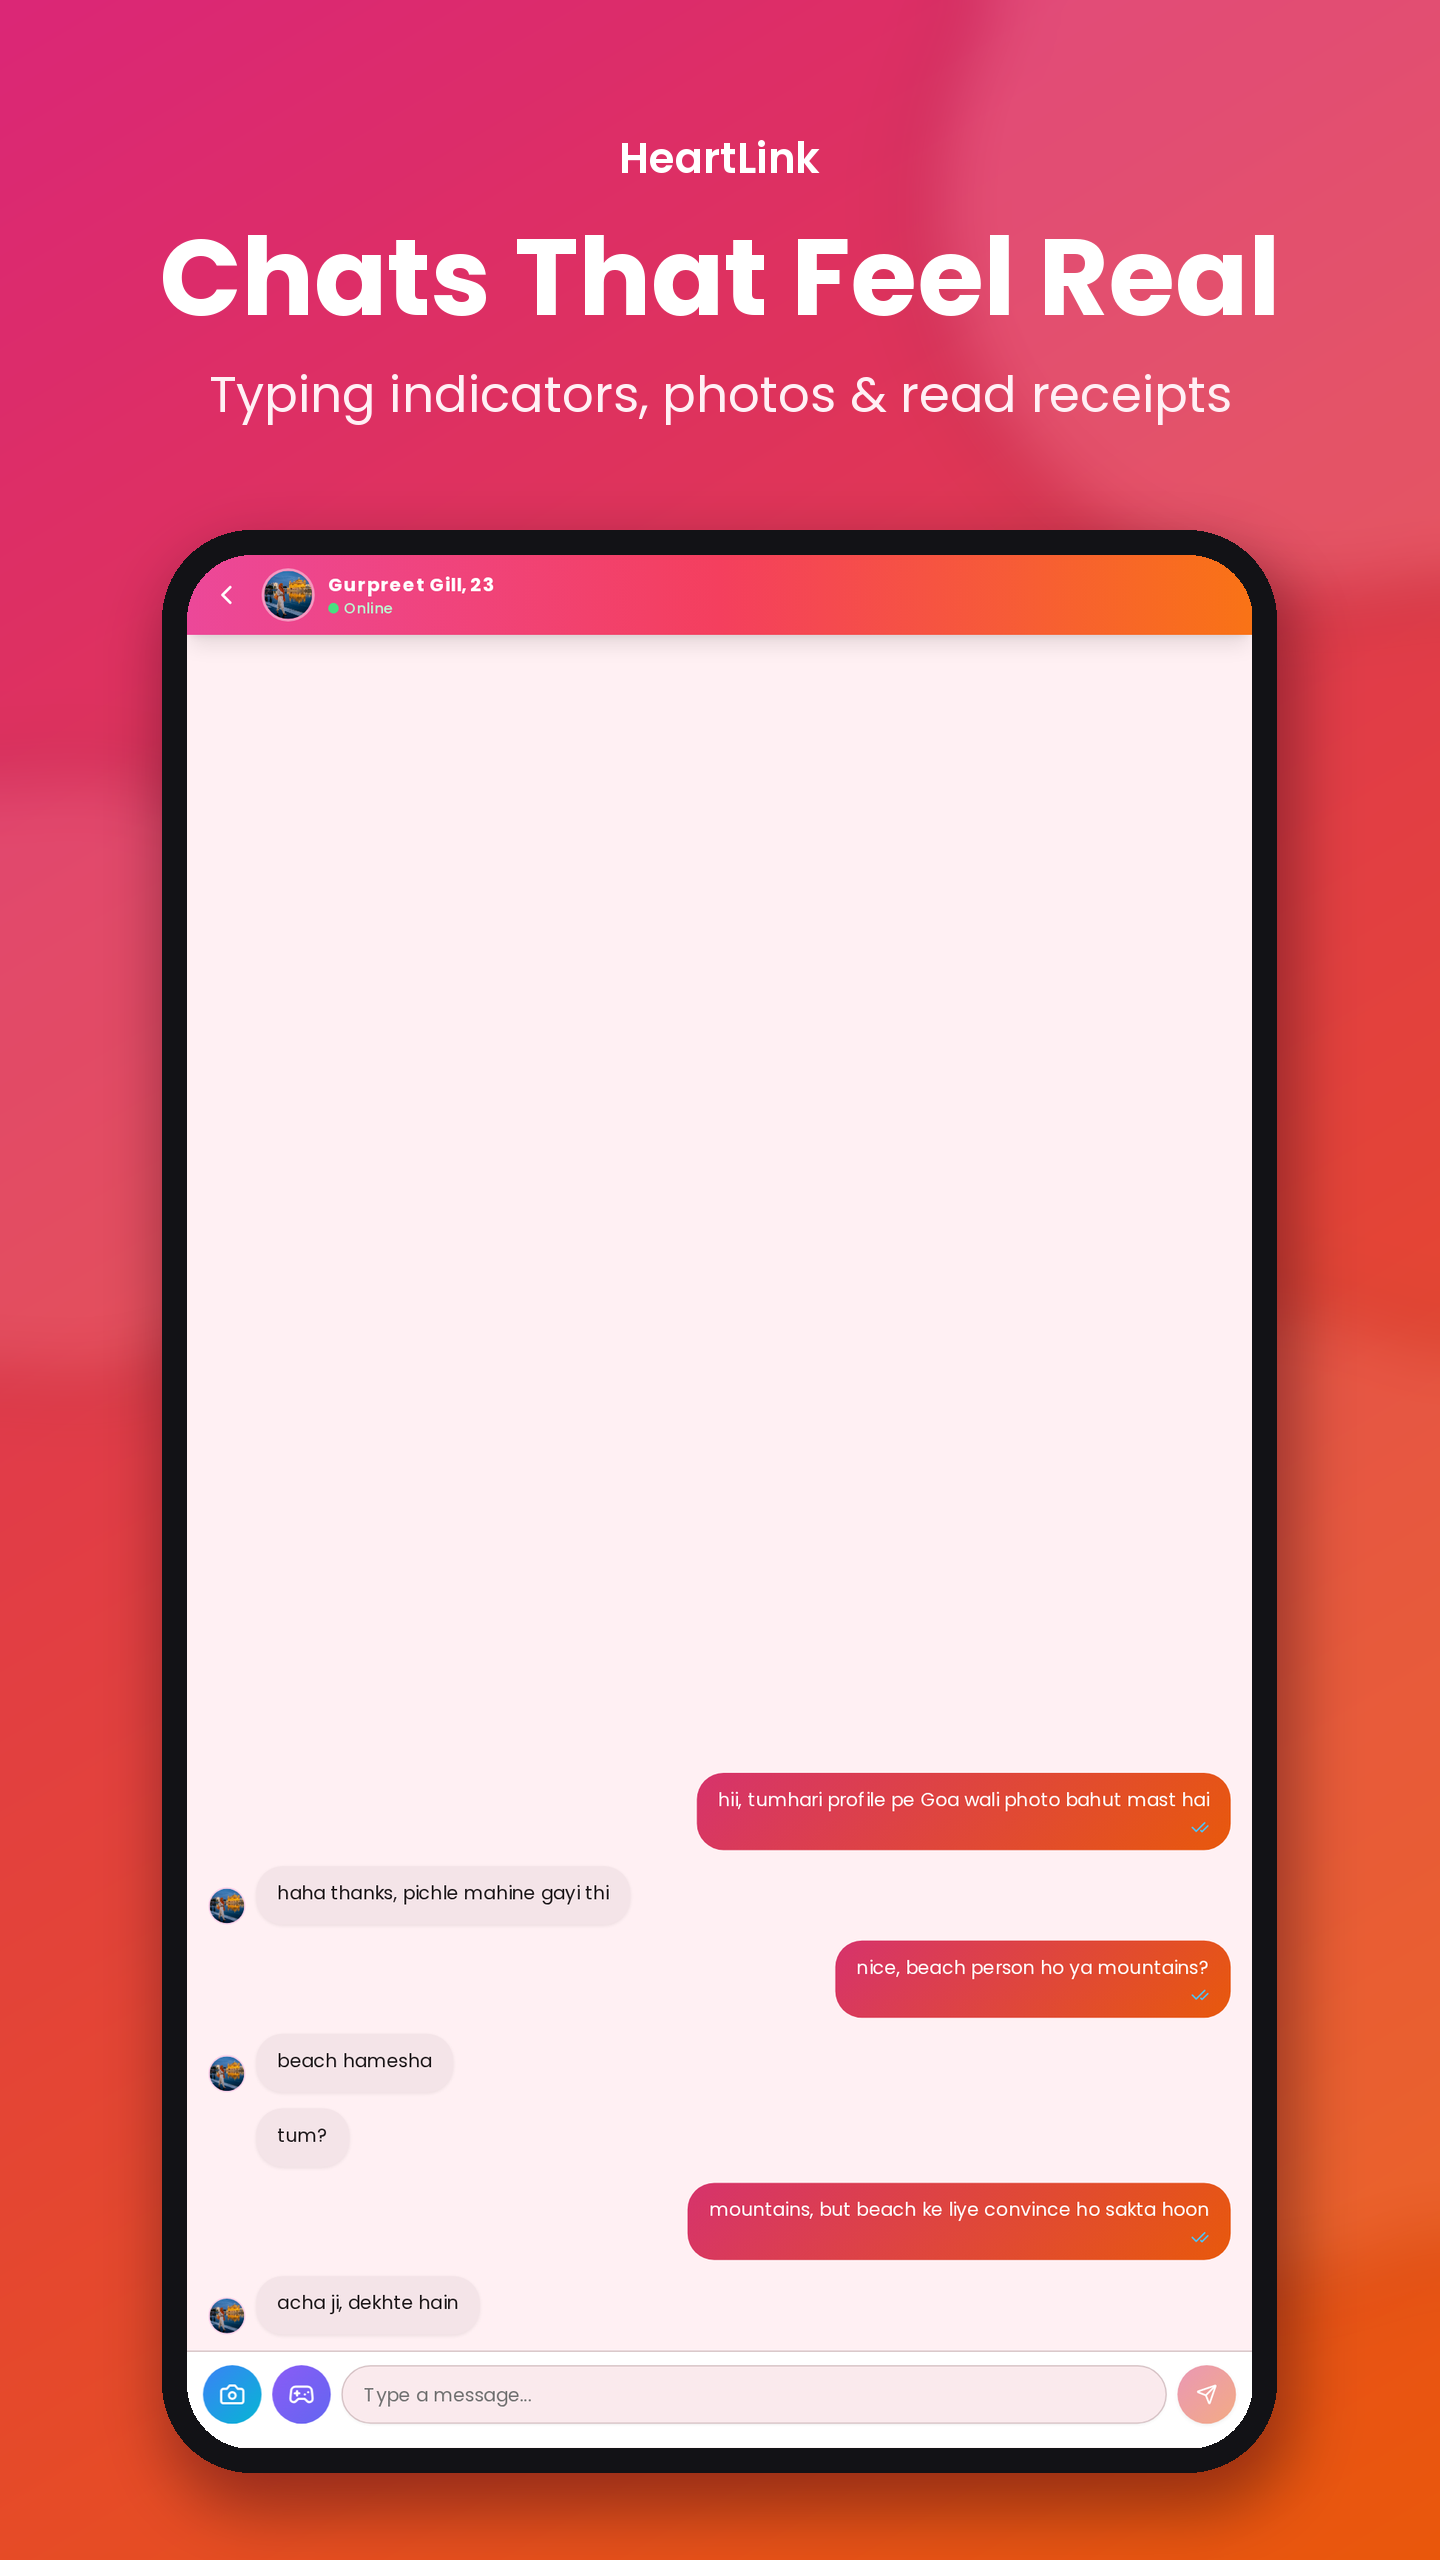 HeartLink
Chats That Feel Real
Typing indicators, photos & read receipts
Gurpreet Gill, 23
Online
hii, tumhari profile pe Goa wali photo bahut mast hai
haha thanks, pichle mahine gayi thi
nice, beach person ho ya mountains?
beach hamesha
tum?
mountains, but beach ke liye convince ho sakta hoon
acha ji, dekhte hain
Type a message...